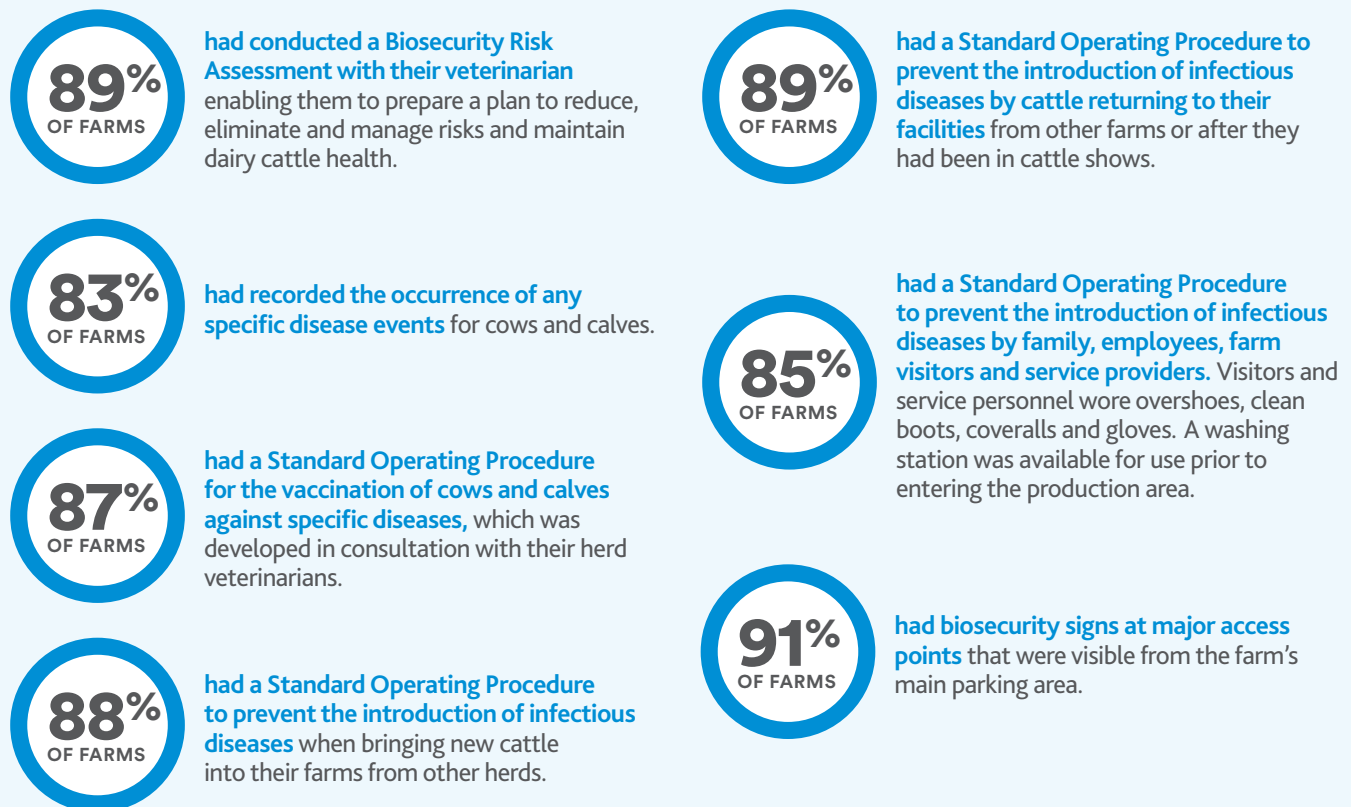 89%
OF FARMS
had conducted a Biosecurity Risk
Assessment with their veterinarian
enabling them to prepare a plan to reduce,
eliminate and manage risks and maintain
dairy cattle health.
83%
OF FARMS
had recorded the occurrence of any
specific disease events for cows and calves.
87%
OF FARMS
had a Standard Operating Procedure
for the vaccination of cows and calves
against specific diseases, which was
developed in consultation with their herd
veterinarians.
88%
OF FARMS
had a Standard Operating Procedure
to prevent the introduction of infectious
diseases when bringing new cattle
into their farms from other herds.
89%
OF FARMS
had a Standard Operating Procedure to
prevent the introduction of infectious
diseases by cattle returning to their
facilities from other farms or after they
had been in cattle shows.
85%
OF FARMS
had a Standard Operating Procedure
to prevent the introduction of infectious
diseases by family, employees, farm
visitors and service providers. Visitors and
service personnel wore overshoes, clean
boots, coveralls and gloves. A washing
station was available for use prior to
entering the production area.
91%
OF FARMS
had biosecurity signs at major access
points that were visible from the farm's
main parking area.